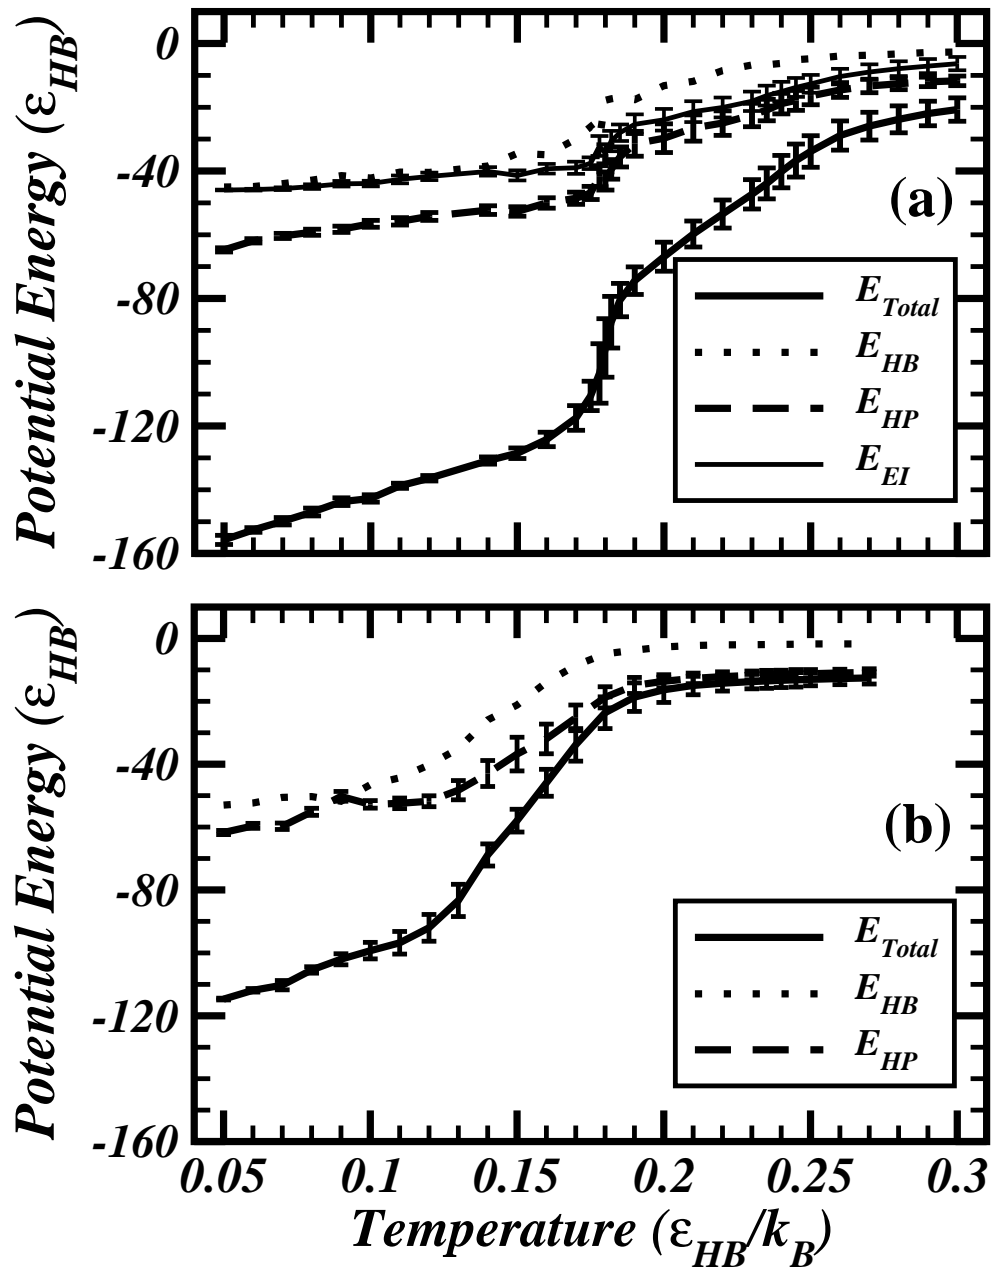 0
-40
-80
-120
-160
Potential Energy (ε_HB)
(a)
E_Total
E_HB
E_HP
E_EI
0
-40
-80
-120
-160
Potential Energy (ε_HB)
(b)
E_Total
E_HB
E_HP
0.05 0.1 0.15 0.2 0.25 0.3
Temperature (ε_HB/k_B)